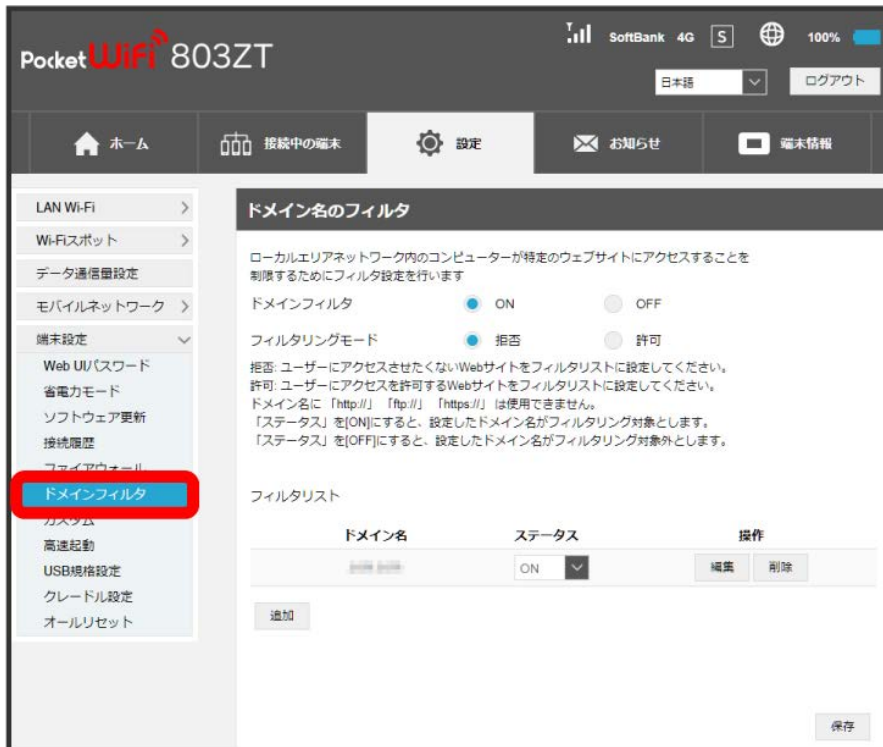 Pocket WiFi 803ZT
SoftBank 4G S 100%
日本語
ログアウト
ホーム
接続中の端末
設定
お知らせ
端末情報
LAN Wi-Fi
Wi-Fiスポット
データ通信量設定
モバイルネットワーク
端末設定
Web UIパスワード
省電力モード
ソフトウェア更新
接続履歴
ファイアウォール
ドメインフィルタ
カスタム
高速起動
USB規格設定
クレードル設定
オールリセット
ドメイン名のフィルタ
ローカルエリアネットワーク内のコンピューターが特定のウェブサイトにアクセスすることを
制限するためにフィルタ設定を行います
ドメインフィルタ ON OFF
フィルタリングモード 拒否 許可
拒否: ユーザーにアクセスさせたくないWebサイトをフィルタリストに設定してください。
許可: ユーザーにアクセスを許可するWebサイトをフィルタリストに設定してください。
ドメイン名に 「http://」 「ftp://」 「https://」 は使用できません。
「ステータス」を[ON]にすると、設定したドメイン名がフィルタリング対象とします。
「ステータス」を[OFF]にすると、設定したドメイン名がフィルタリング対象外とします。
フィルタリスト
ドメイン名 ステータス 操作
ON 編集 削除
追加
保存